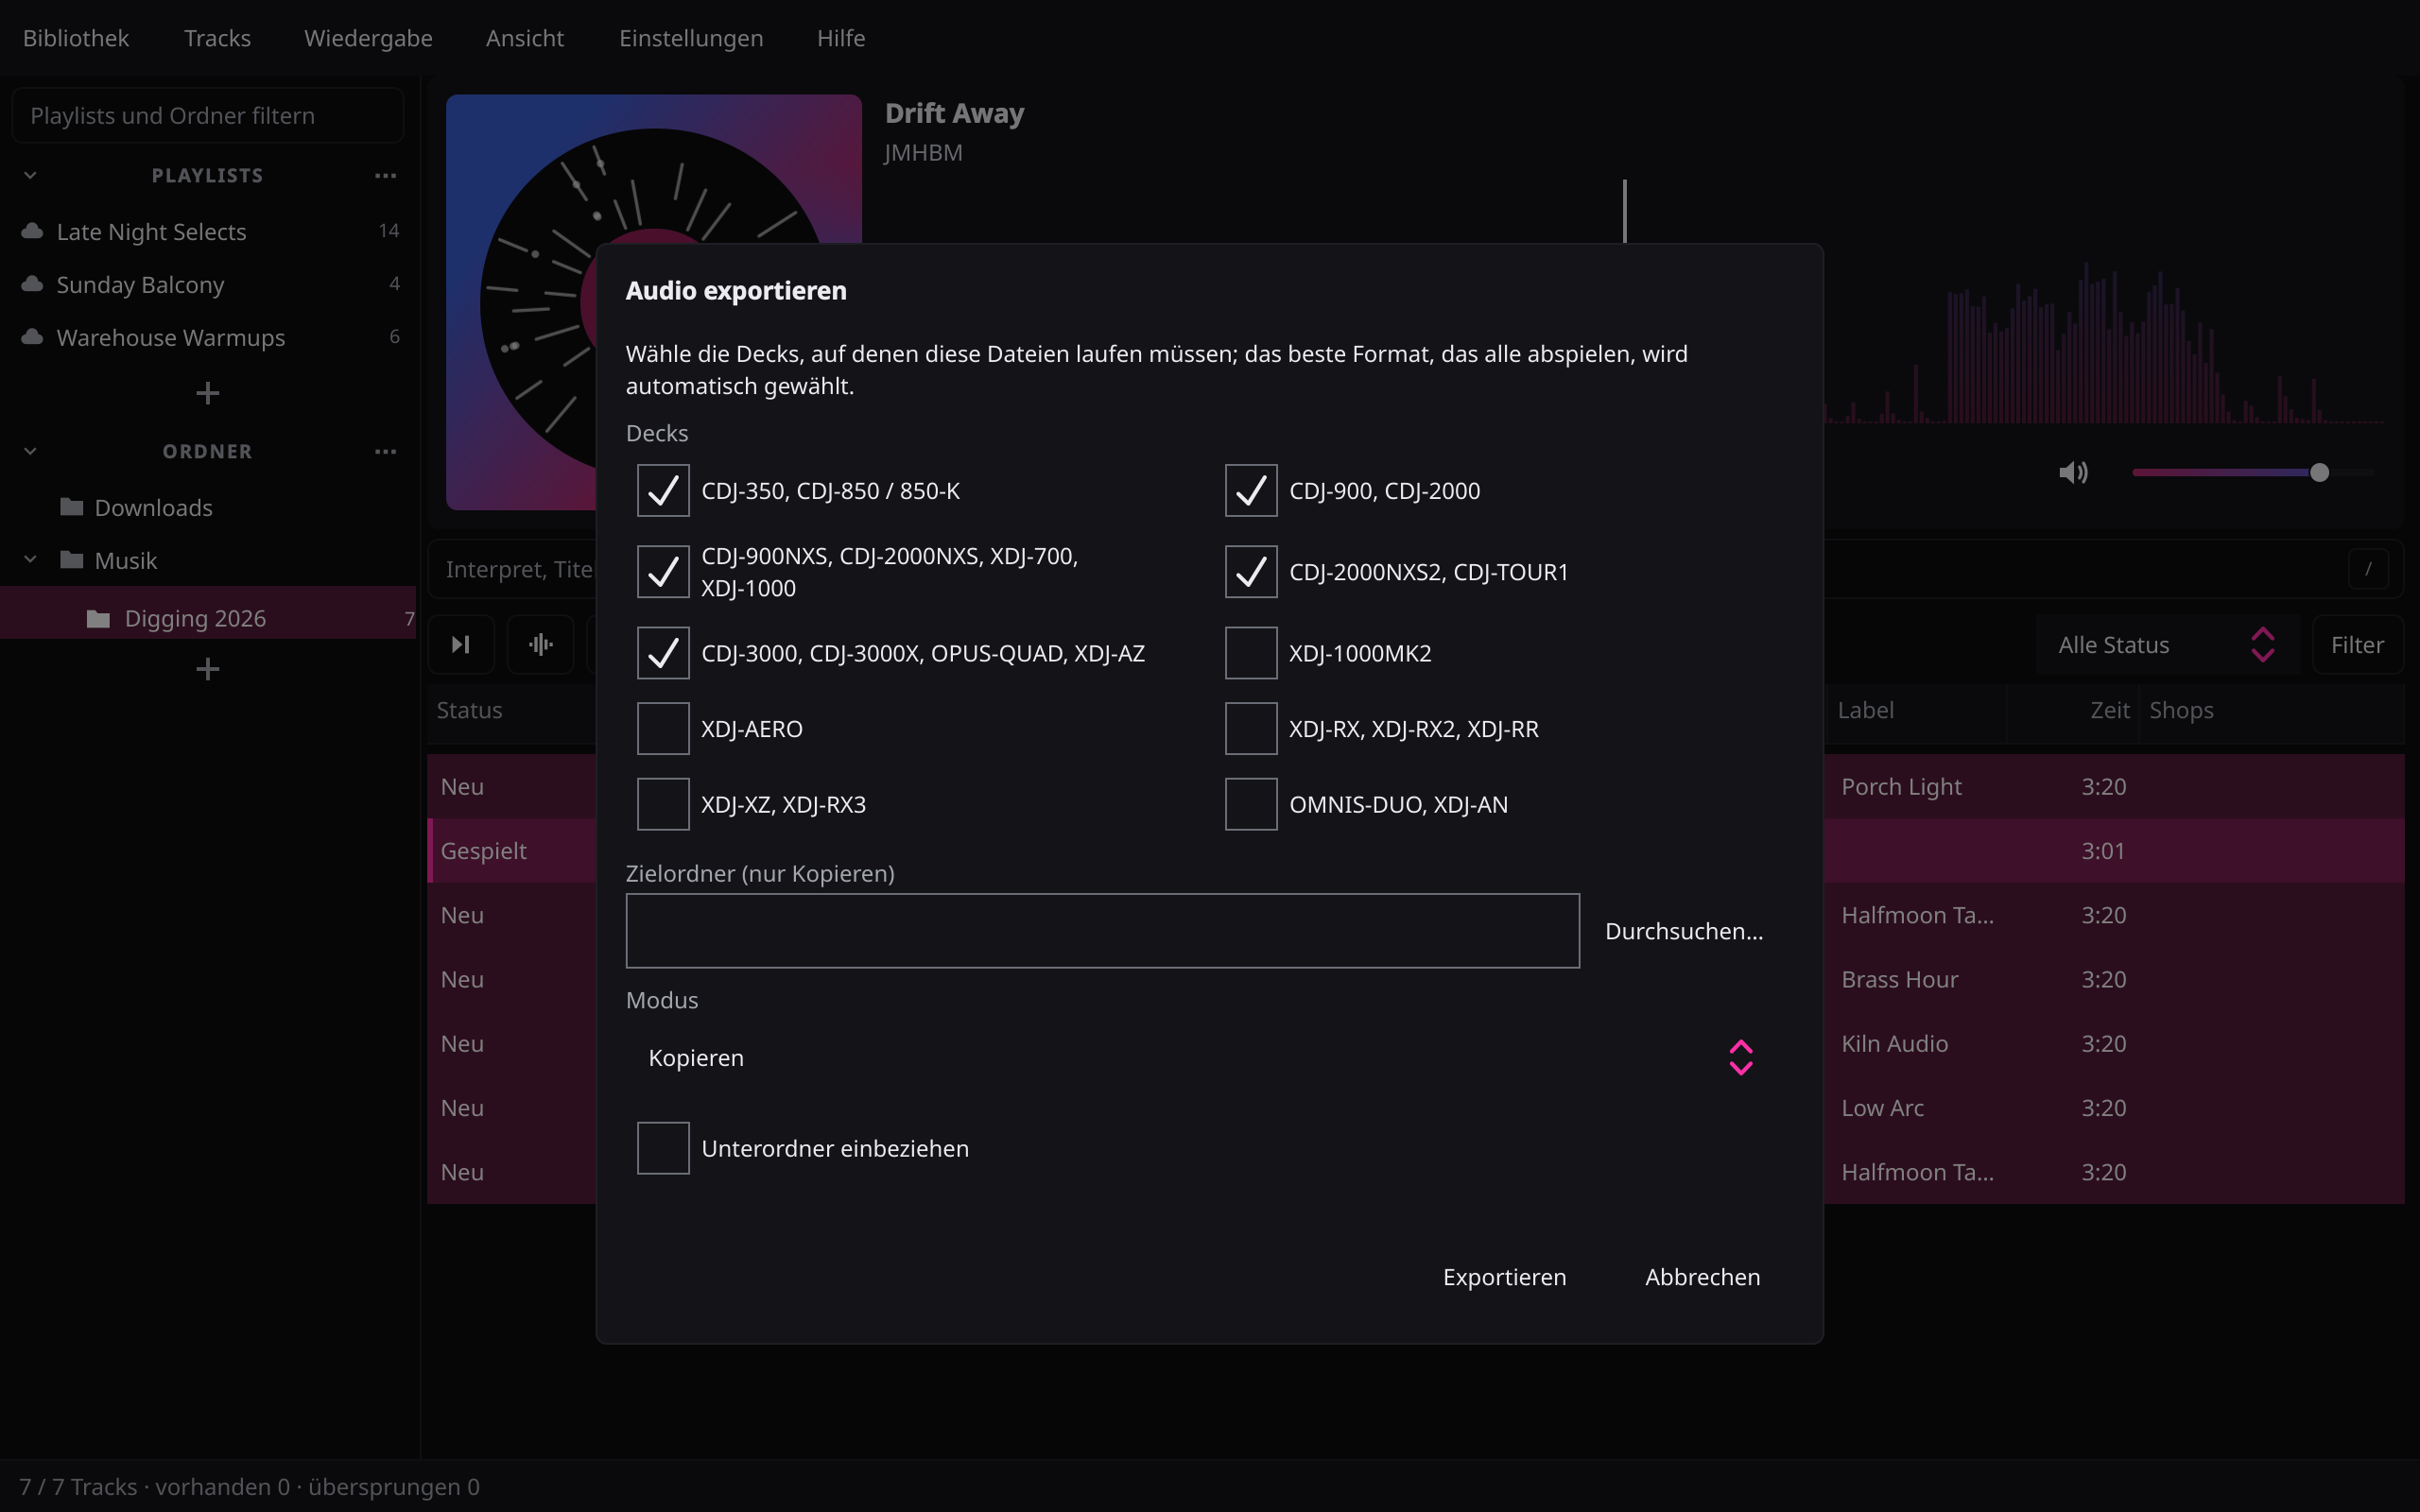 Bibliothek Tracks Wiedergabe Ansicht Einstellungen Hilfe
Playlists und Ordner filtern
PLAYLISTS
Late Night Selects 14
Sunday Balcony 4
Warehouse Warmups 6
ORDNER
Downloads
Musik
Digging 2026 7
Drift Away
JMHBM
Interpret, Tite
/
Alle Status
Filter
Status Label Zeit Shops
Neu Porch Light 3:20
Gespielt 3:01
Neu Halfmoon Ta... 3:20
Neu Brass Hour 3:20
Neu Kiln Audio 3:20
Neu Low Arc 3:20
Neu Halfmoon Ta... 3:20
Audio exportieren
Wähle die Decks, auf denen diese Dateien laufen müssen; das beste Format, das alle abspielen, wird
automatisch gewählt.
Decks
CDJ-350, CDJ-850 / 850-K
CDJ-900, CDJ-2000
CDJ-900NXS, CDJ-2000NXS, XDJ-700,
XDJ-1000
CDJ-2000NXS2, CDJ-TOUR1
CDJ-3000, CDJ-3000X, OPUS-QUAD, XDJ-AZ
XDJ-1000MK2
XDJ-AERO
XDJ-RX, XDJ-RX2, XDJ-RR
XDJ-XZ, XDJ-RX3
OMNIS-DUO, XDJ-AN
Zielordner (nur Kopieren)
Durchsuchen...
Modus
Kopieren
Unterordner einbeziehen
Exportieren Abbrechen
7 / 7 Tracks · vorhanden 0 · übersprungen 0